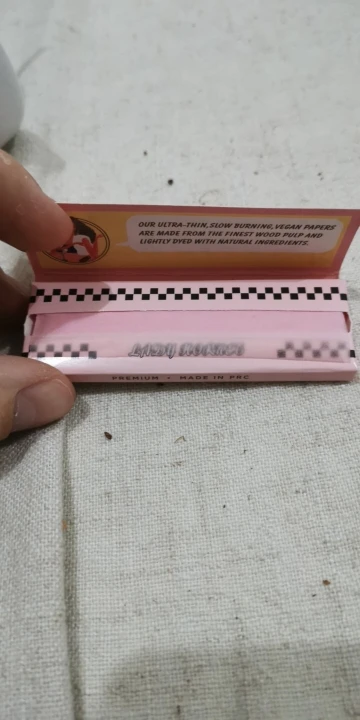 OUR ULTRA-THIN, SLOW BURNING, VEGAN PAPERS
ARE MADE FROM THE FINEST WOOD PULP AND
LIGHTLY DYED WITH NATURAL INGREDIENTS.
PREMIUM • MADE IN PRC